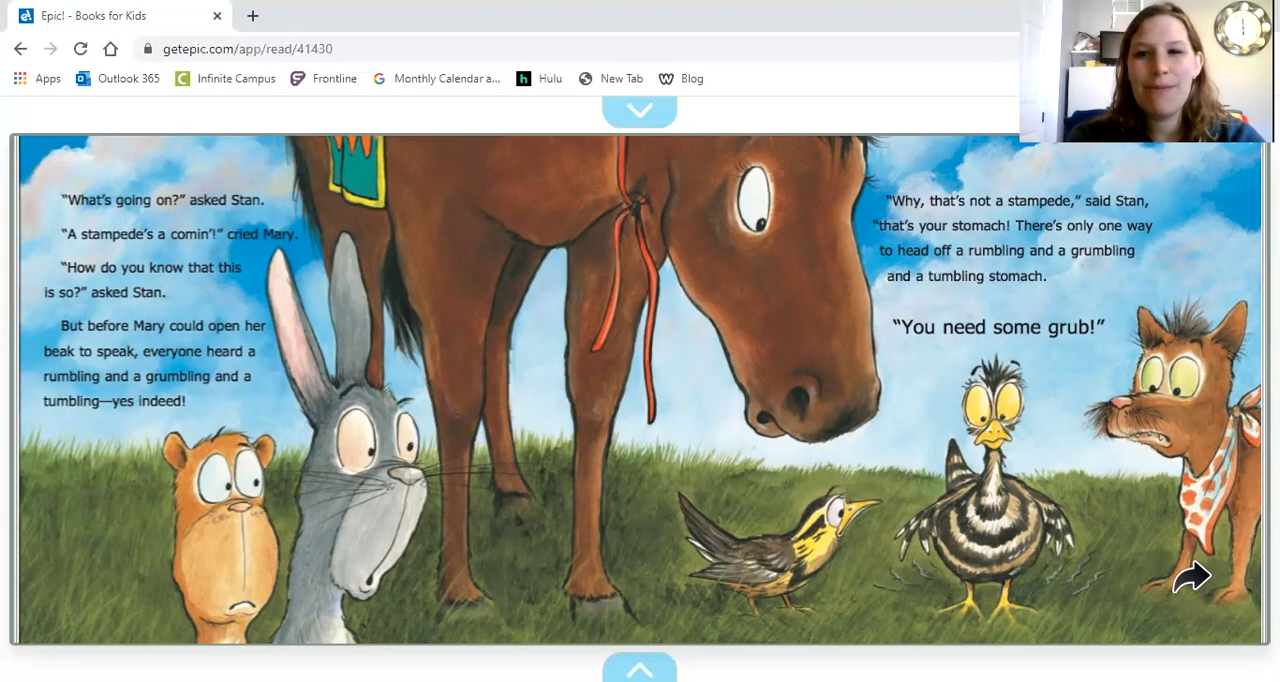 Epic! - Books for Kids
getepic.com/app/read/41430
Apps Outlook 365 Infinite Campus Frontline Monthly Calendar a... Hulu New Tab Blog
“What’s going on?” asked Stan.
“A stampede’s a comin’!” cried Mary.
“How do you know that this
is so?” asked Stan.
But before Mary could open her
beak to speak, everyone heard a
rumbling and a grumbling and a
tumbling—yes indeed!
“Why, that’s not a stampede,” said Stan,
“that’s your stomach! There’s only one way
to head off a rumbling and a grumbling
and a tumbling stomach.
“You need some grub!”